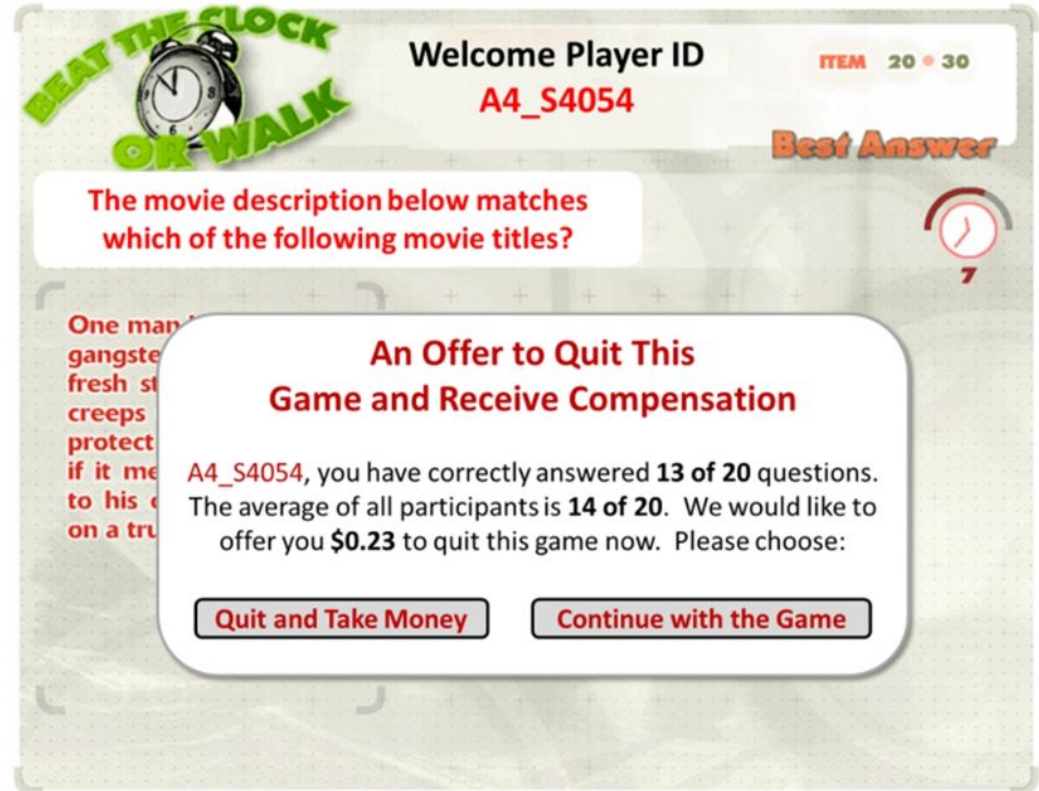 BEAT THE CLOCK
OR WALK
Welcome Player ID
A4_S4054
ITEM 20 • 30
Best Answer
The movie description below matches
which of the following movie titles?
7
One man
gangste
fresh st
creeps
protect
if it me
to his
on a tru
An Offer to Quit This
Game and Receive Compensation
A4_S4054, you have correctly answered 13 of 20 questions.
The average of all participants is 14 of 20. We would like to
offer you $0.23 to quit this game now. Please choose:
Quit and Take Money
Continue with the Game